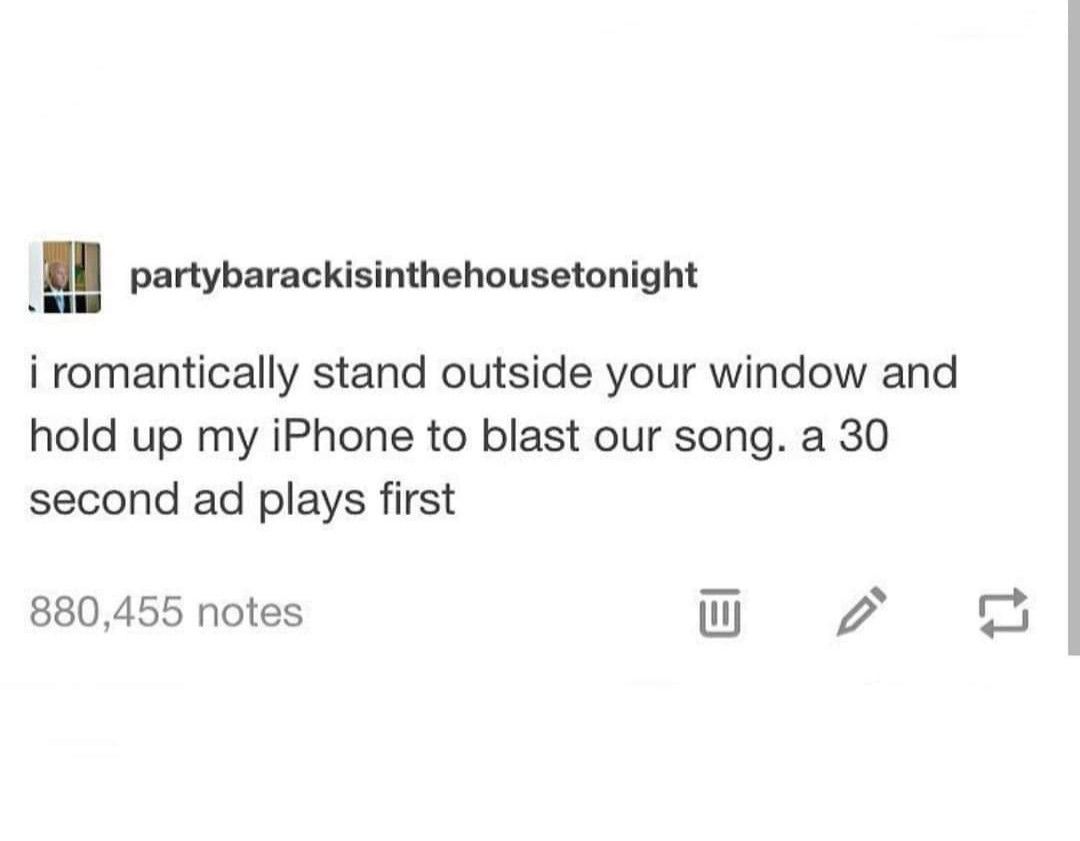 partybarackisinthehousetonight
i romantically stand outside your window and
hold up my iPhone to blast our song. a 30
second ad plays first
880,455 notes